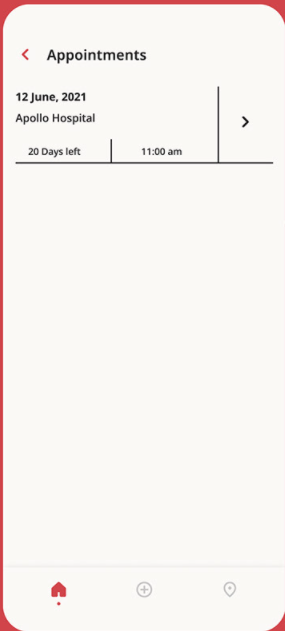 Appointments
12 June, 2021
Apollo Hospital
20 Days left
11:00 am